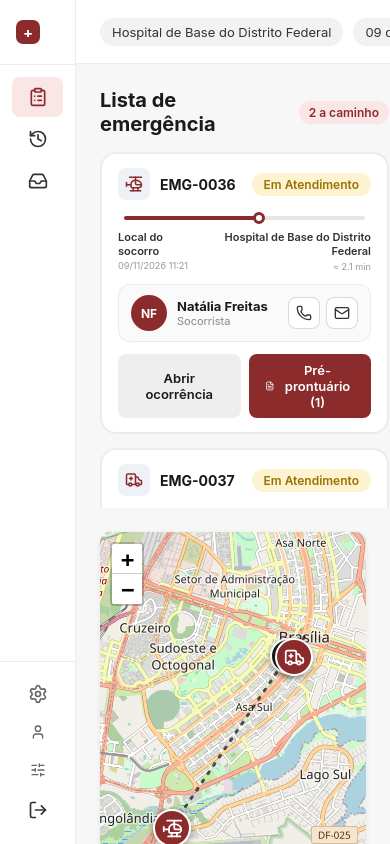 +
Hospital de Base do Distrito Federal
Lista de
emergência
2 a caminho
EMG-0036
Em Atendimento
Local do
socorro
09/11/2026 11:21
Hospital de Base do Distrito
Federal
≈ 2.1 min
NF
Natália Freitas
Socorrista
Abrir
ocorrência
Pré-
prontuário
(1)
EMG-0037
Em Atendimento
+
−
Asa Norte
Setor de Administração
Municipal
Cruzeiro
Brasília
Sudoeste e
Octogonal
Asa Sul
Lago Sul
DF-025